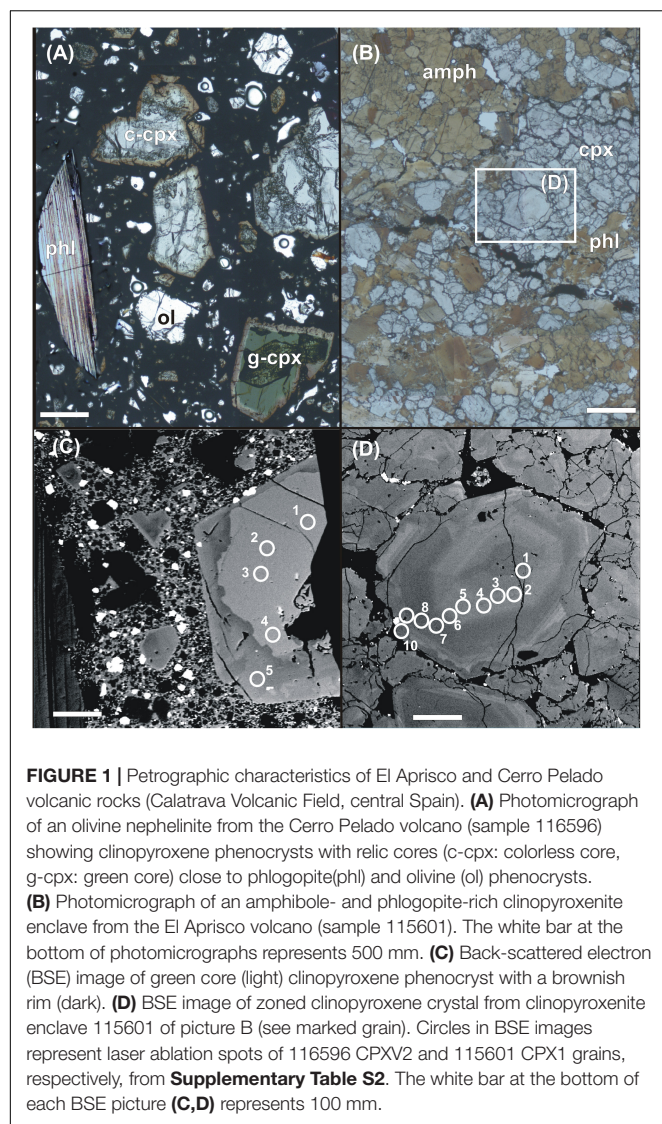 (A)
c-cpx
phl
ol
g-cpx
(B)
amph
cpx
(D)
phl
(C)
1
2
3
4
5
(D)
1
2
3
4
5
6
7
8
10
FIGURE 1 | Petrographic characteristics of El Aprisco and Cerro Pelado
volcanic rocks (Calatrava Volcanic Field, central Spain). (A) Photomicrograph
of an olivine nephelinite from the Cerro Pelado volcano (sample 116596)
showing clinopyroxene phenocrysts with relic cores (c-cpx: colorless core,
g-cpx: green core) close to phlogopite(phl) and olivine (ol) phenocrysts.
(B) Photomicrograph of an amphibole- and phlogopite-rich clinopyroxenite
enclave from the El Aprisco volcano (sample 115601). The white bar at the
bottom of photomicrographs represents 500 mm. (C) Back-scattered electron
(BSE) image of green core (light) clinopyroxene phenocryst with a brownish
rim (dark). (D) BSE image of zoned clinopyroxene crystal from clinopyroxenite
enclave 115601 of picture B (see marked grain). Circles in BSE images
represent laser ablation spots of 116596 CPXV2 and 115601 CPX1 grains,
respectively, from Supplementary Table S2. The white bar at the bottom of
each BSE picture (C,D) represents 100 mm.